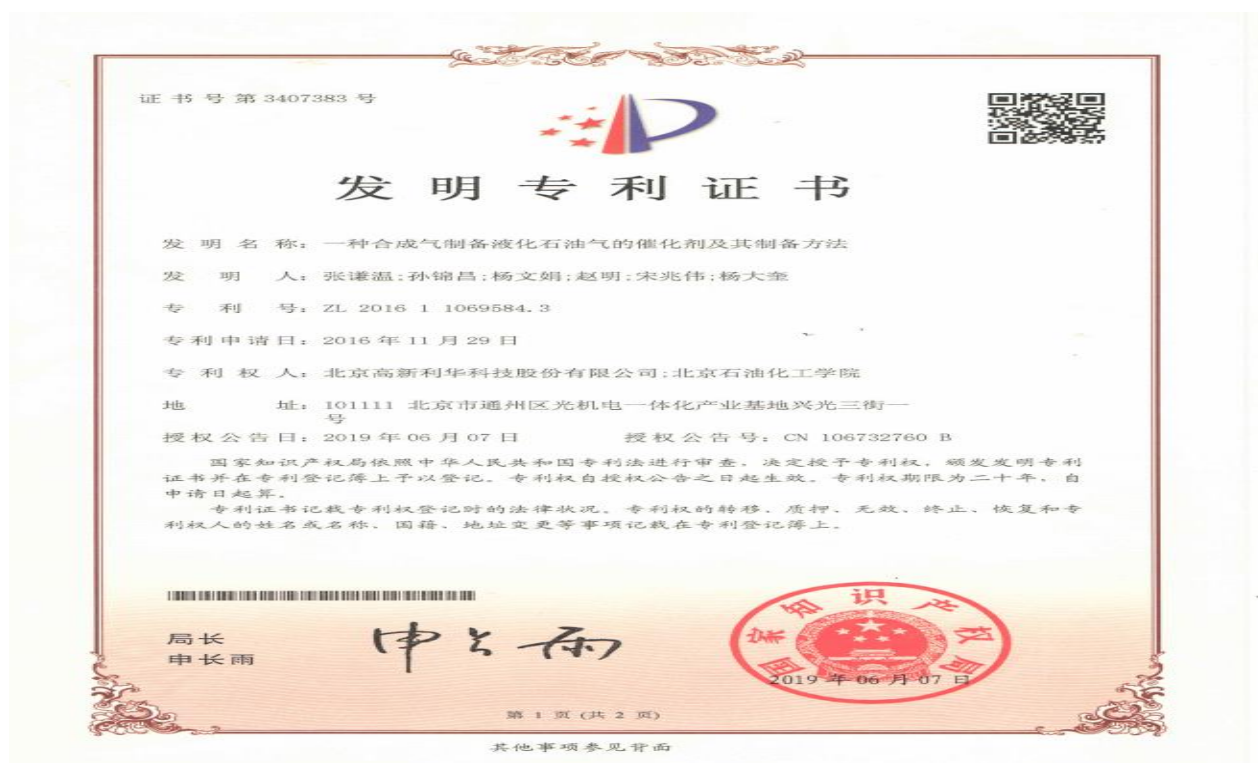 证书号第3407383号
发明专利证书
发明名称：一种合成气制备液化石油气的催化剂及其制备方法
发明人：张谦温;孙锦昌;杨文娟;赵明;宋兆伟;杨大奎
专利号：ZL 2016 1 1069584.3
专利申请日：2016年11月29日
专利权人：北京高新利华科技股份有限公司;北京石油化工学院
地址：101111 北京市通州区光机电一体化产业基地兴光三街一
号
授权公告日：2019年06月07日 授权公告号：CN 106732760 B
国家知识产权局依照中华人民共和国专利法进行审查，决定授予专利权，颁发发明专利
证书并在专利登记簿上予以登记。专利权自授权公告之日起生效。专利权期限为二十年，自
申请日起算。
专利证书记载专利权登记时的法律状况。专利权的转移、质押、无效、终止、恢复和专
利权人的姓名或名称、国籍、地址变更等事项记载在专利登记簿上。
局长
申长雨
申长雨
国家知识产权局
2019年06月07日
第 1 页 (共 2 页)
其他事项参见背面